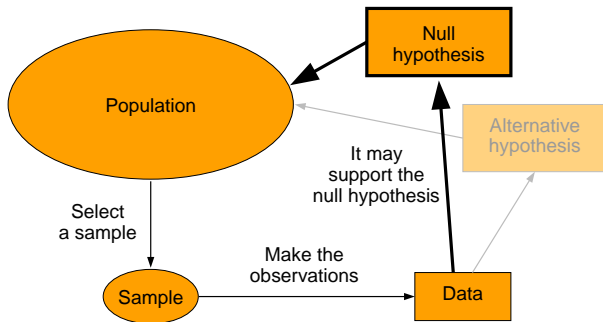 Null
hypothesis
Population
Alternative
hypothesis
It may
support the
null hypothesis
Select
a sample
Make the
observations
Sample
Data